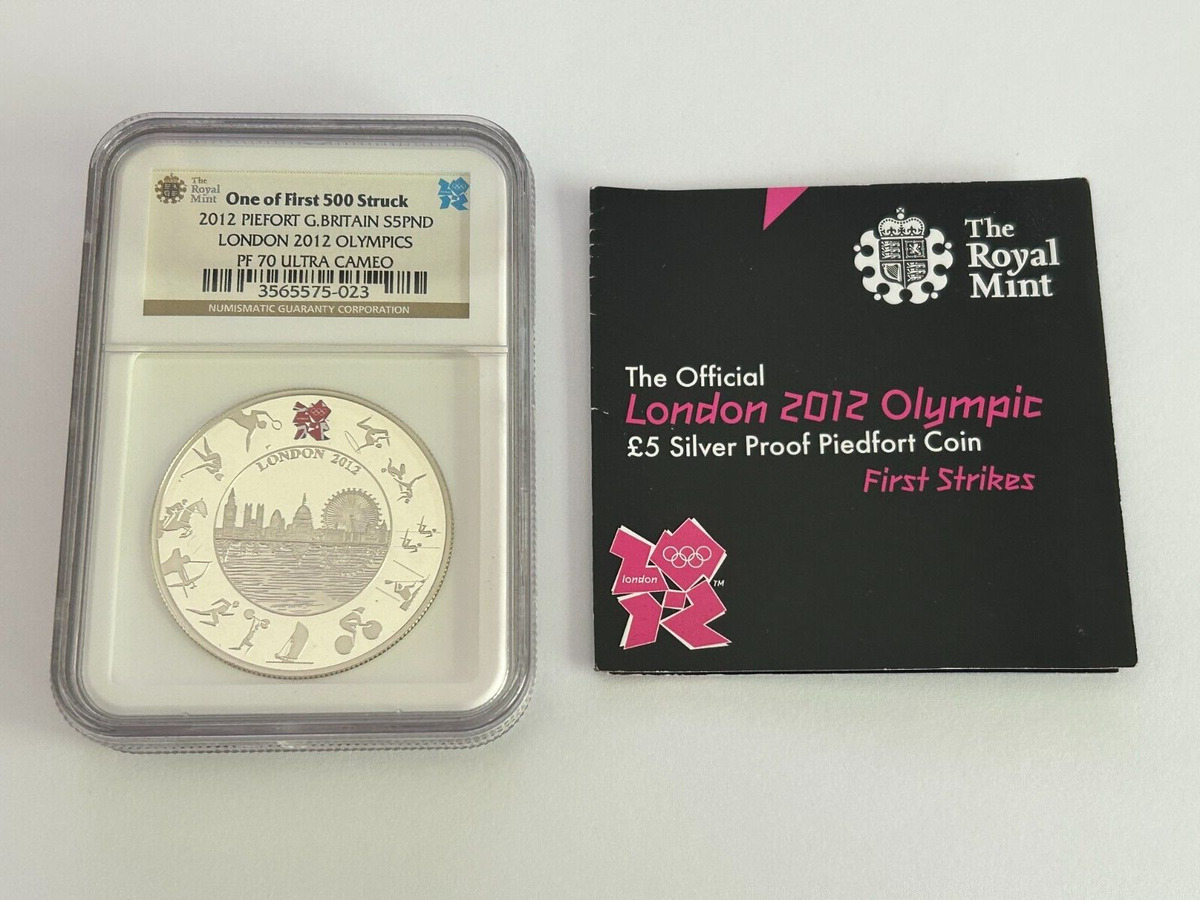 The
Royal
Mint
One of First 500 Struck
2012 PIEFORT G.BRITAIN S5PND
LONDON 2012 OLYMPICS
PF 70 ULTRA CAMEO
3565575-023
NUMISMATIC GUARANTY CORPORATION
LONDON 2012
The
Royal
Mint
The Official
London 2012 Olympic
£5 Silver Proof Piedfort Coin
First Strikes
london
TM